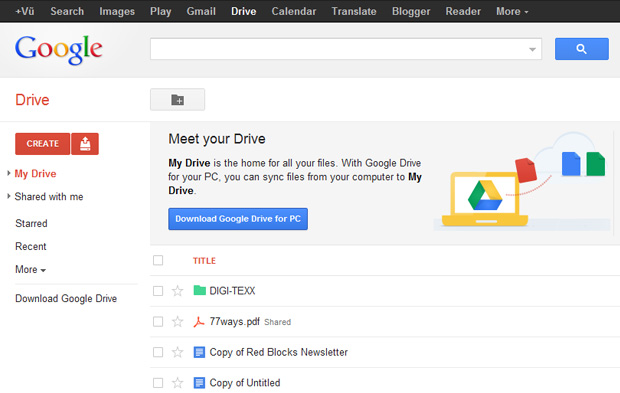 +Vũ Search Images Play Gmail Drive Calendar Translate Blogger Reader More
Google
Drive
CREATE
My Drive
Shared with me
Starred
Recent
More
Download Google Drive
Meet your Drive
My Drive is the home for all your files. With Google Drive
for your PC, you can sync files from your computer to My
Drive.
Download Google Drive for PC
TITLE
DIGI-TEXX
77ways.pdf Shared
Copy of Red Blocks Newsletter
Copy of Untitled